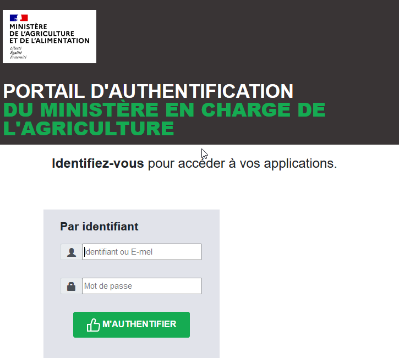 MINISTÈRE
DE L'AGRICULTURE
ET DE L'ALIMENTATION
Liberté
Égalité
Fraternité
PORTAIL D'AUTHENTIFICATION
DU MINISTÈRE EN CHARGE DE
L'AGRICULTURE
Identifiez-vous pour accéder à vos applications.
Par identifiant
Identifiant ou E-mel
Mot de passe
M'AUTHENTIFIER